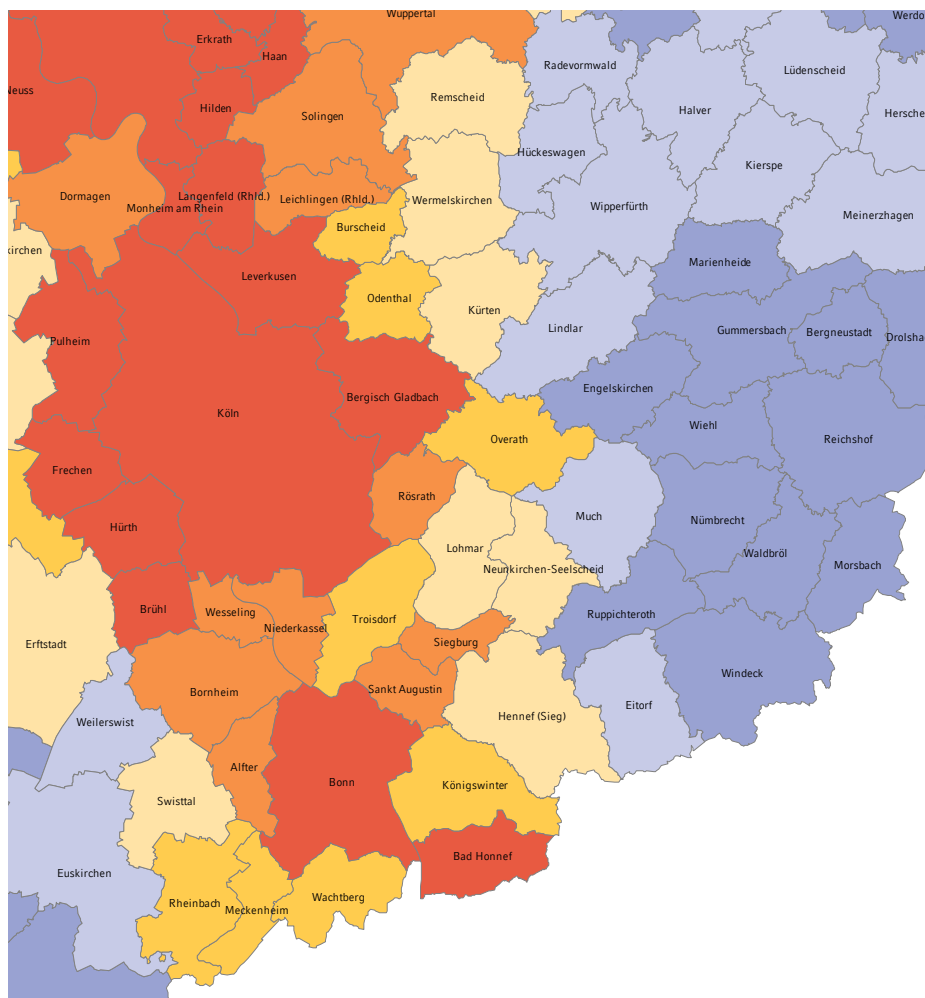 Wuppertal
Werdo
Erkrath
Haan
Radevormwald
Lüdenscheid
Neuss
Remscheid
Hilden
Halver
Hersche
Solingen
Hückeswagen
Kierspe
Dormagen
Langenfeld (Rhld.)
Leichlingen (Rhld.)
Wermelskirchen
Monheim am Rhein
Wipperfürth
Meinerzhagen
Burscheid
kirchen
Marienheide
Leverkusen
Odenthal
Kürten
Lindlar
Gummersbach
Bergneustadt
Drolsha
Pulheim
Engelskirchen
Bergisch Gladbach
Köln
Wiehl
Overath
Reichshof
Frechen
Rösrath
Much
Nümbrecht
Hürth
Lohmar
Waldbröl
Morsbach
Neunkirchen-Seelscheid
Brühl
Wesseling
Ruppichteroth
Troisdorf
Niederkassel
Erftstadt
Siegburg
Windeck
Bornheim
Sankt Augustin
Eitorf
Hennef (Sieg)
Weilerswist
Alfter
Bonn
Königswinter
Swisttal
Bad Honnef
Euskirchen
Wachtberg
Rheinbach
Meckenheim